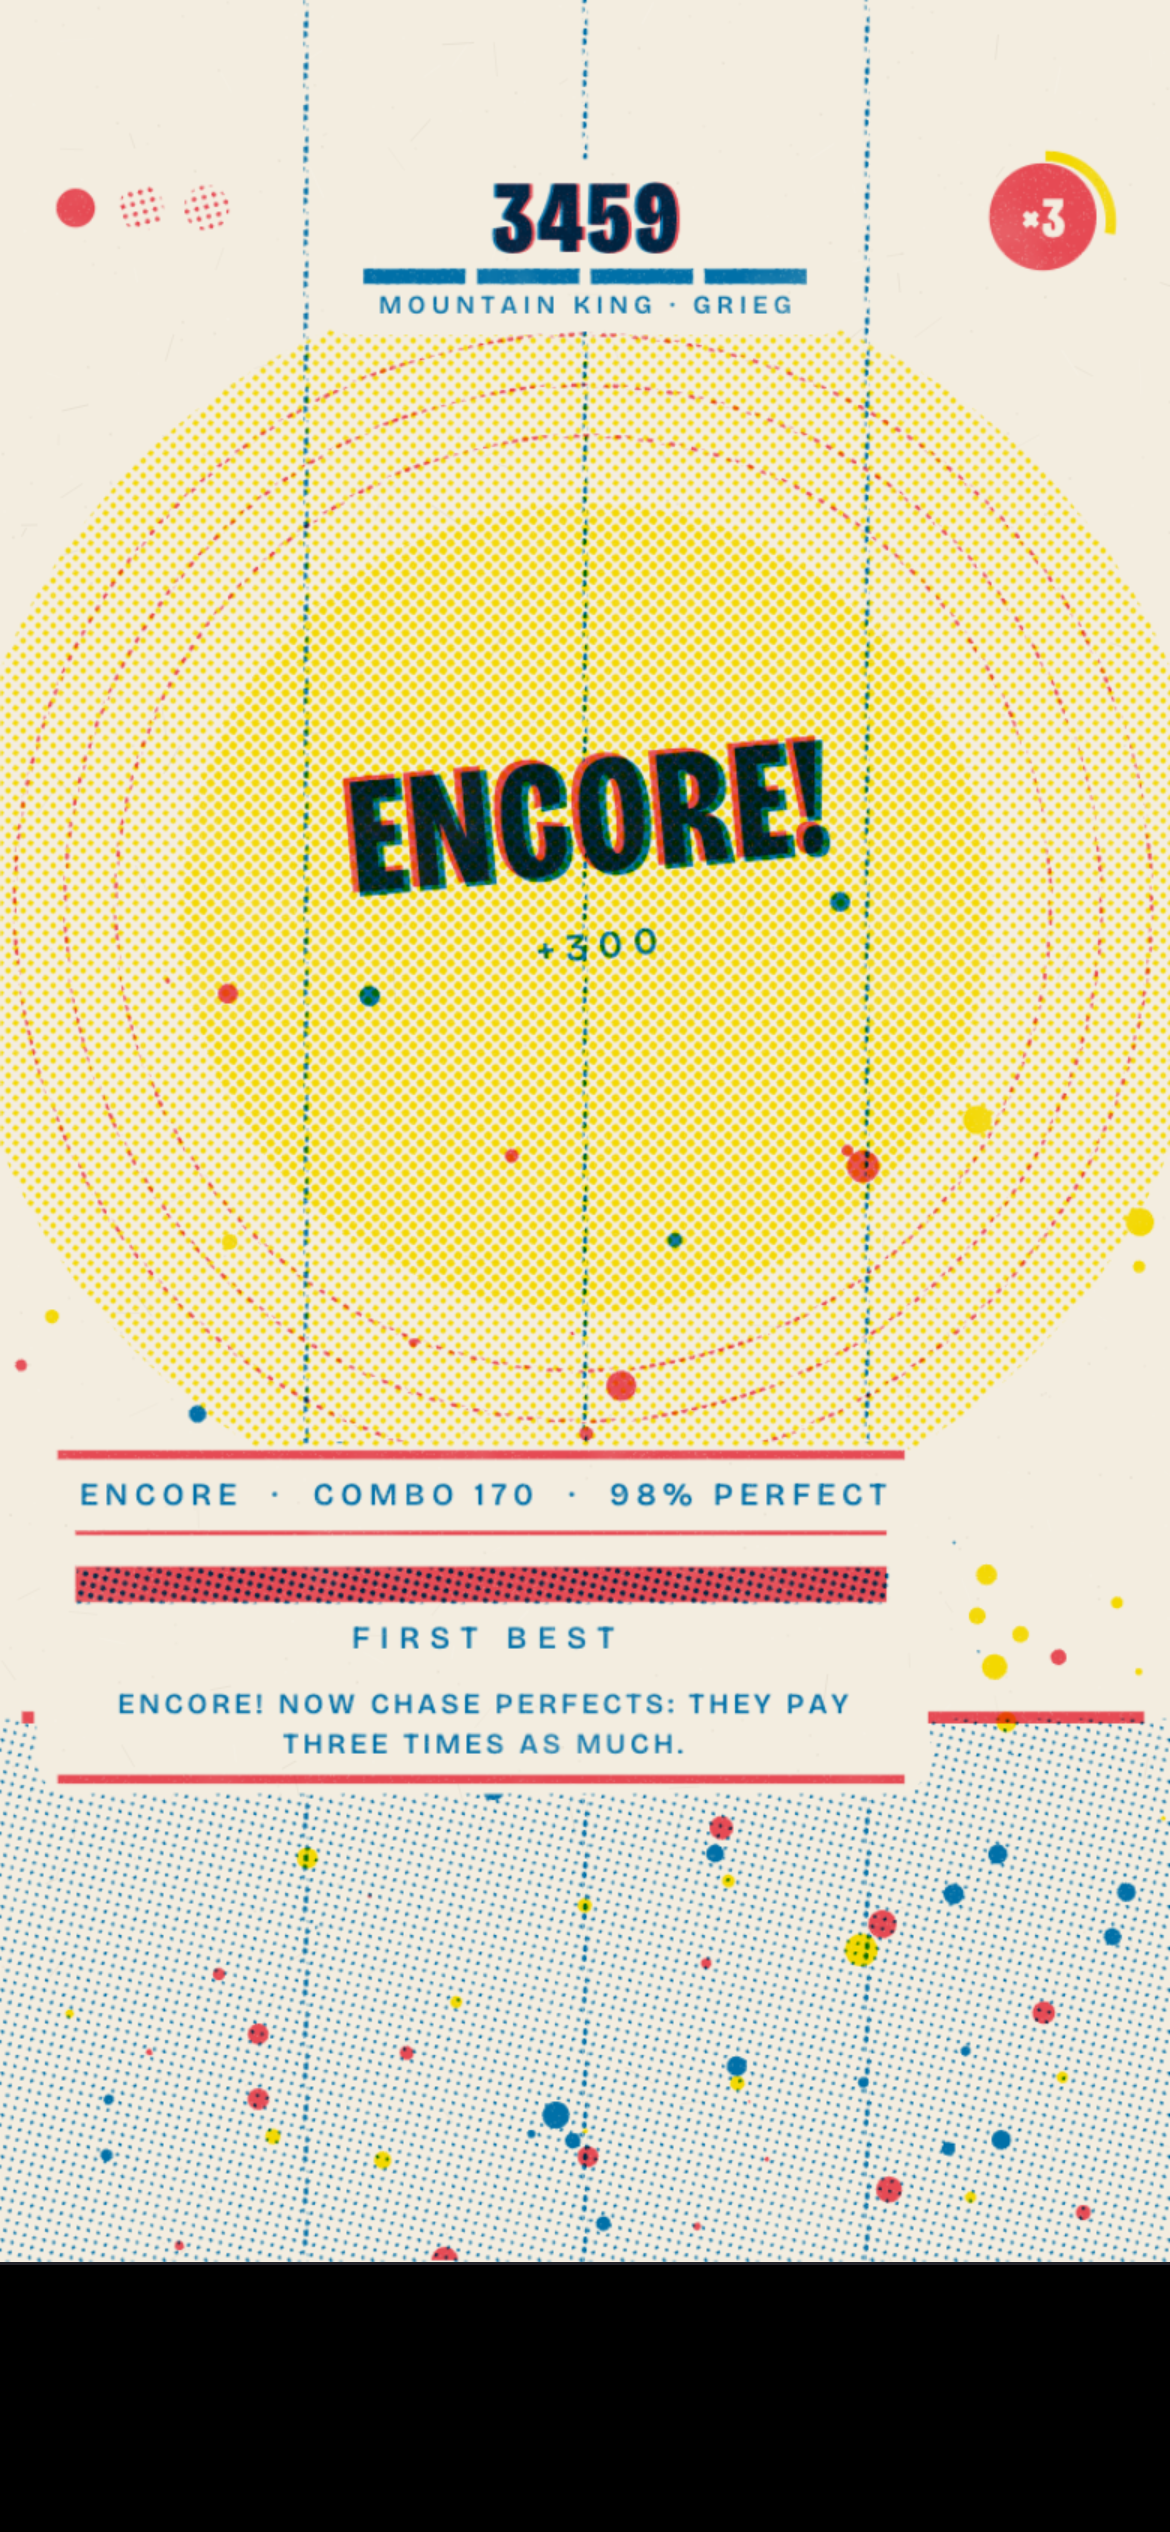 3459
×3
MOUNTAIN KING · GRIEG
ENCORE!
+300
ENCORE · COMBO 170 · 98% PERFECT
FIRST BEST
ENCORE! NOW CHASE PERFECTS: THEY PAY
THREE TIMES AS MUCH.